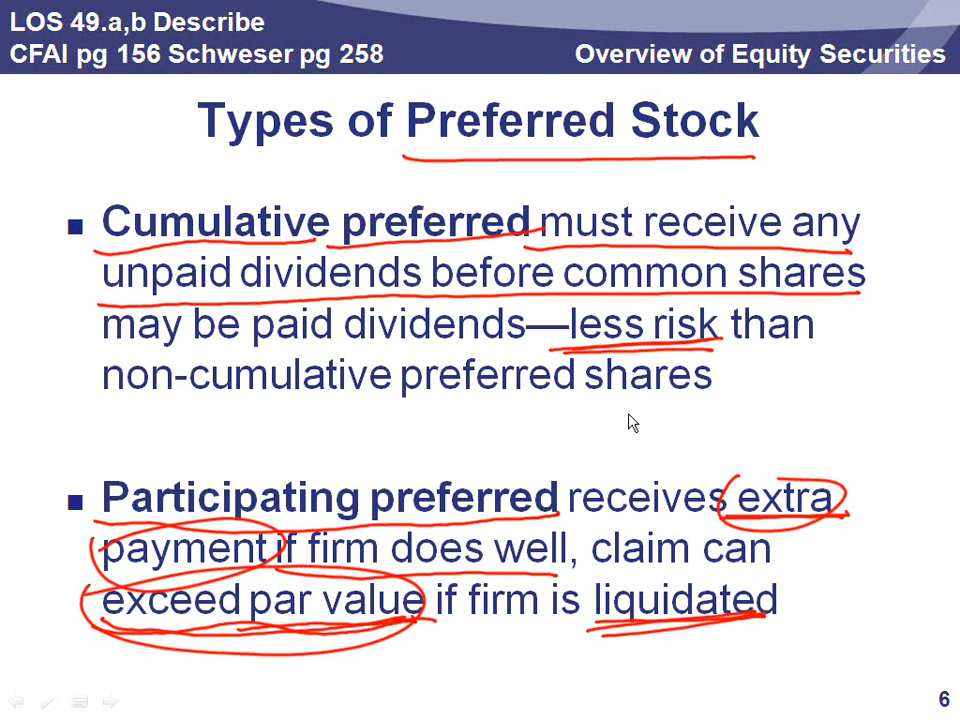 LOS 49.a,b Describe
CFAI pg 156 Schweser pg 258
Overview of Equity Securities
Types of Preferred Stock
Cumulative preferred must receive any
unpaid dividends before common shares
may be paid dividends—less risk than
non-cumulative preferred shares
Participating preferred receives extra
payment if firm does well, claim can
exceed par value if firm is liquidated
6